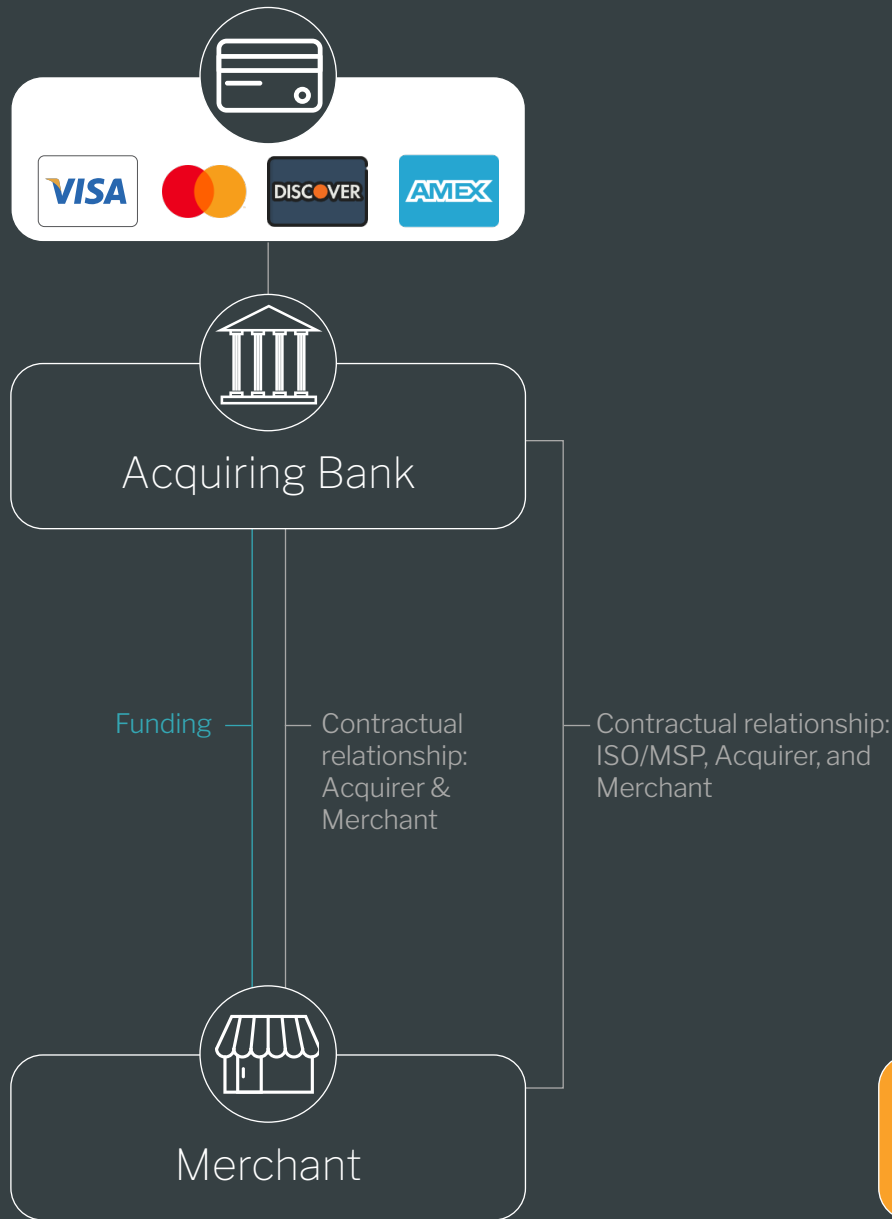 VISA
DISCOVER
AMEX
Acquiring Bank
Funding
Contractual
relationship:
Acquirer &
Merchant
Contractual relationship:
ISO/MSP, Acquirer, and
Merchant
Merchant